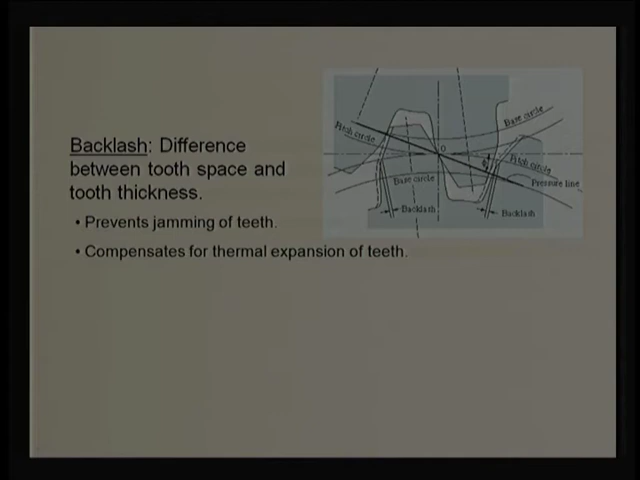 Backlash: Difference
between tooth space and
tooth thickness.
• Prevents jamming of teeth.
• Compensates for thermal expansion of teeth.
Pitch circle
Base circle
O
Pitch circle
Base circle
Pressure line
Backlash
Backlash